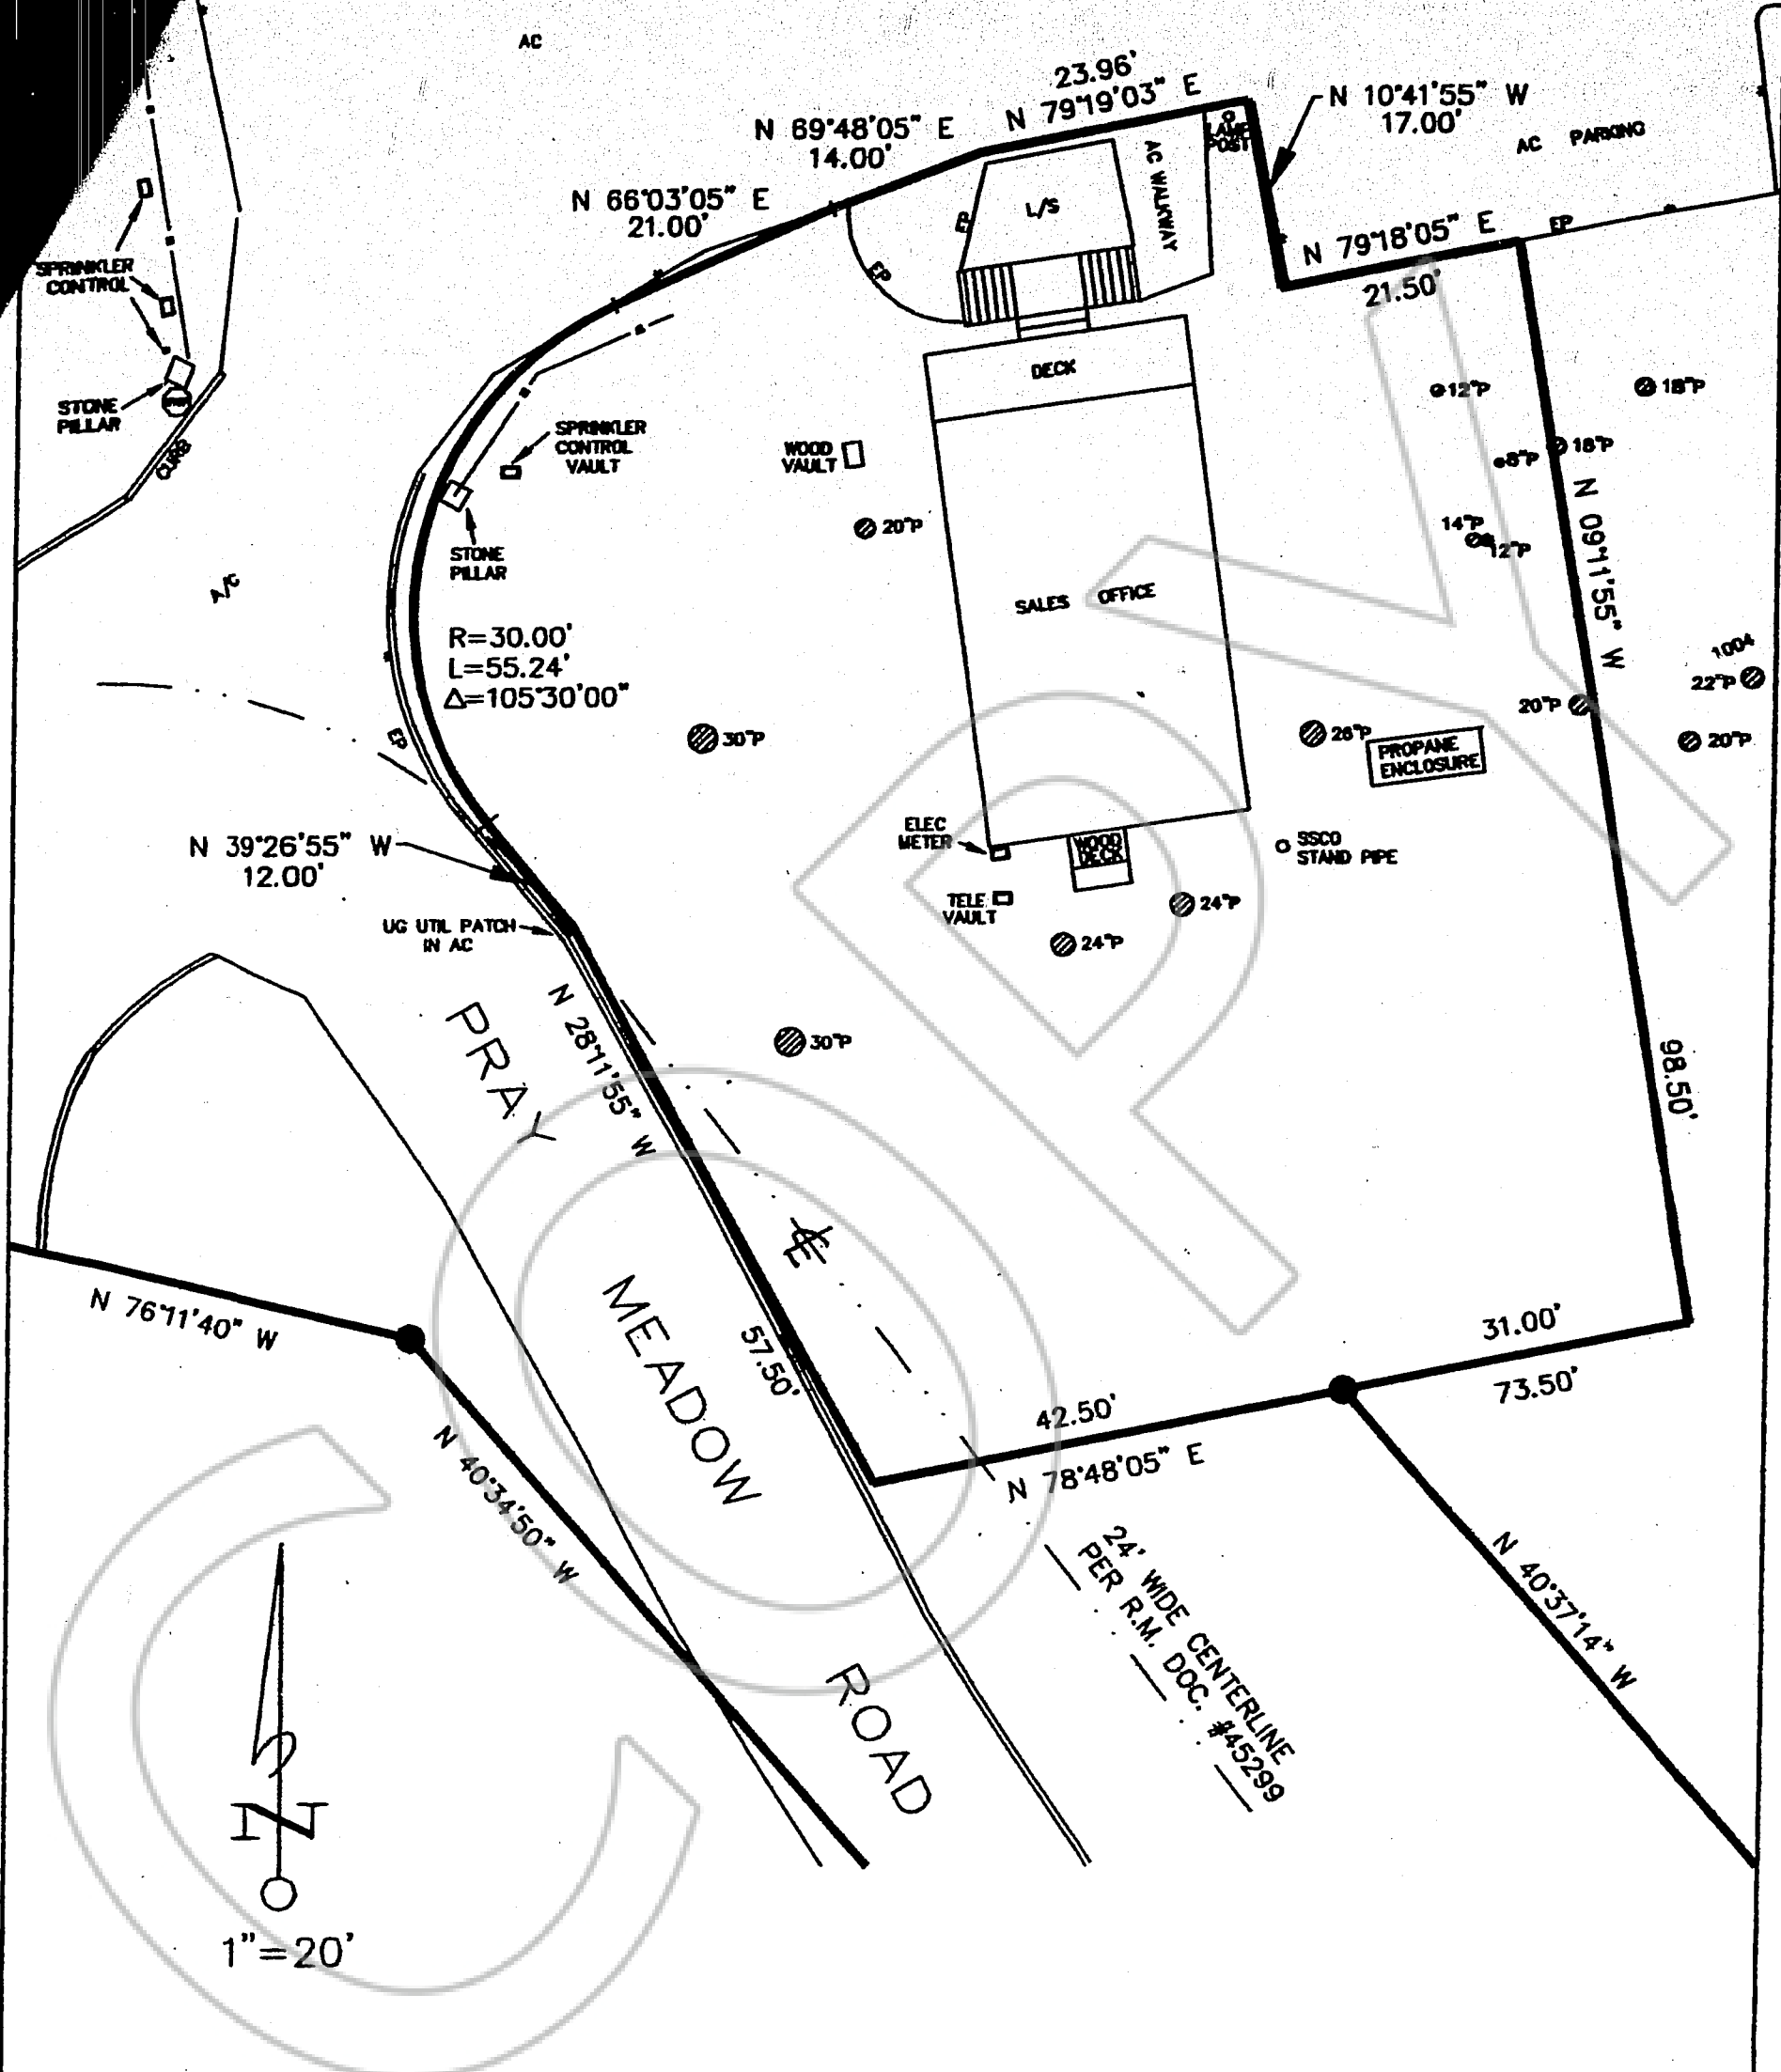 AC
23.96'
N 79°19'03" E
N 10°41'55" W
17.00'
N 69°48'05" E
14.00'
AC PARKING
LAMP
POST
AC WALKWAY
N 66°03'05" E
21.00'
L/S
EP
EP
N 79°18'05" E
21.50'
EP
SPRINKLER
CONTROL
STONE
PILLAR
CURB
DECK
12"P
18"P
SPRINKLER
CONTROL
VAULT
WOOD
VAULT
8"P
18"P
20"P
14"P
12"P
N 09°11'55" W
STONE
PILLAR
A/C
SALES OFFICE
R=30.00'
L=55.24'
Δ=105°30'00"
1004
22"P
20"P
20"P
EP
30"P
26"P
PROPANE
ENCLOSURE
N 39°26'55" W
12.00'
ELEC
METER
WOOD
DECK
SSCO
STAND PIPE
TELE
VAULT
24"P
24"P
UG UTIL PATCH
IN AC
30"P
N 28°11'55" W
57.50'
98.50'
PRAY
MEADOW
ROAD
N 76°11'40" W
31.00'
73.50'
42.50'
N 78°48'05" E
N 40°34'50" W
N 40°37'14" W
24' WIDE CENTERLINE
PER R.M. DOC. #45299
N
1"=20'
COPY